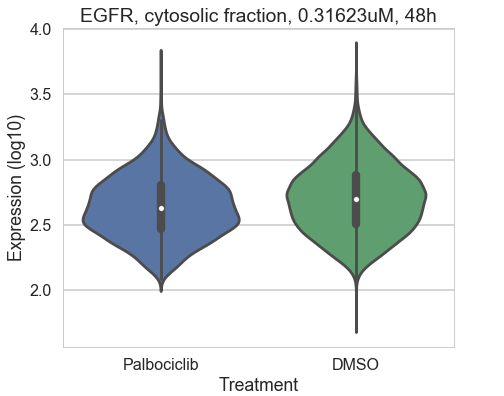 EGFR, cytosolic fraction, 0.31623uM, 48h
4.0
3.5
3.0
2.5
2.0
Expression (log10)
Palbociclib DMSO
Treatment